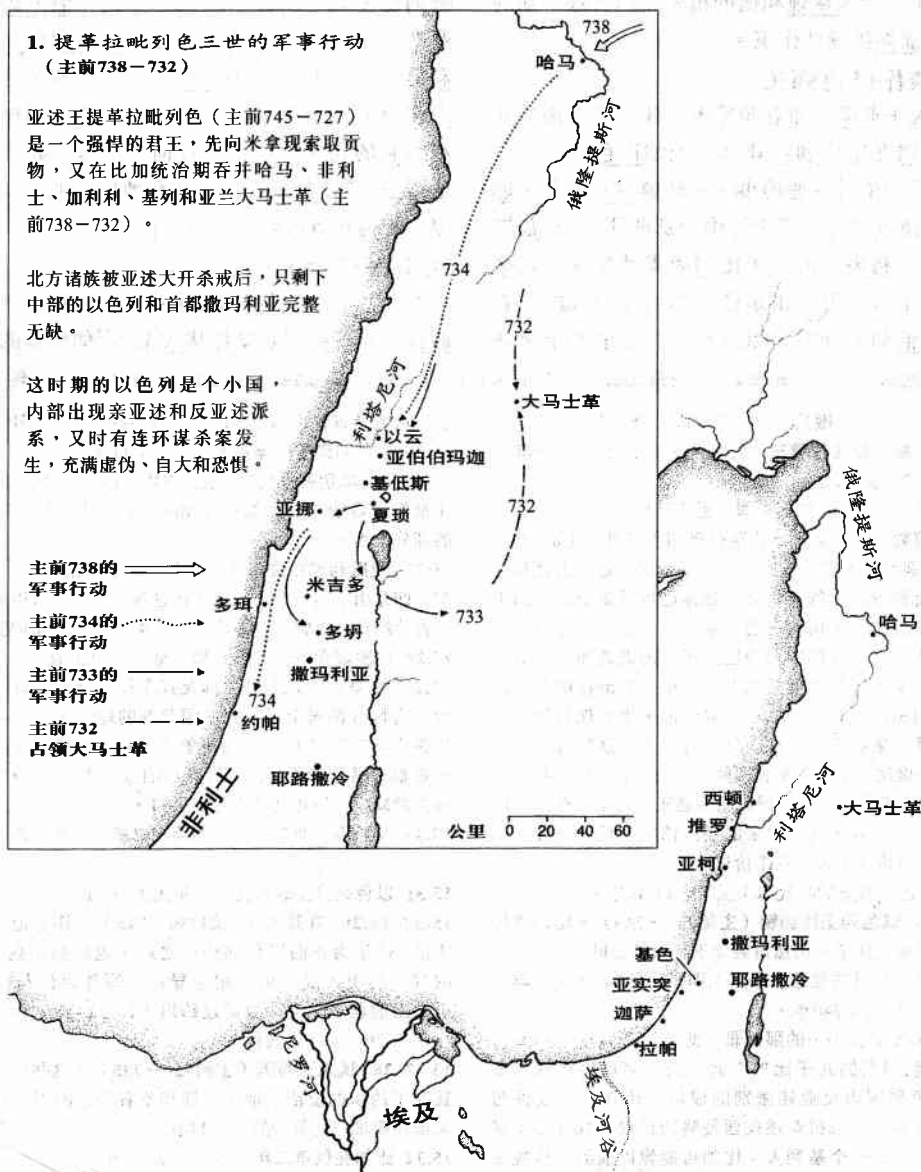 1. 提革拉毗列色三世的军事行动
（主前738－732）
亚述王提革拉毗列色（主前745－727）
是一个强悍的君王，先向米拿现索取贡
物，又在比加统治期吞并哈马、非利
士、加利利、基列和亚兰大马士革（主
前738－732）。
北方诸族被亚述大开杀戒后，只剩下
中部的以色列和首都撒玛利亚完整
无缺。
这时期的以色列是个小国，
内部出现亲亚述和反亚述派
系，又时有连环谋杀案发
生，充满虚伪、自大和恐惧。
主前738的
军事行动
主前734的
军事行动
主前733的
军事行动
主前732
占领大马士革
738
哈马
俄隆提斯河
734
732
大马士革
利塔尼河
以云
亚伯伯玛迦
基低斯
亚挪
夏琐
732
米吉多
733
多珥
多坍
撒玛利亚
734
约帕
耶路撒冷
非利士
公里
0 20 40 60
俄隆提斯河
哈马
西顿
利塔尼河
大马士革
推罗
亚柯
撒玛利亚
基色
亚实突
耶路撒冷
迦萨
拉帕
尼罗河
埃及
埃及河谷